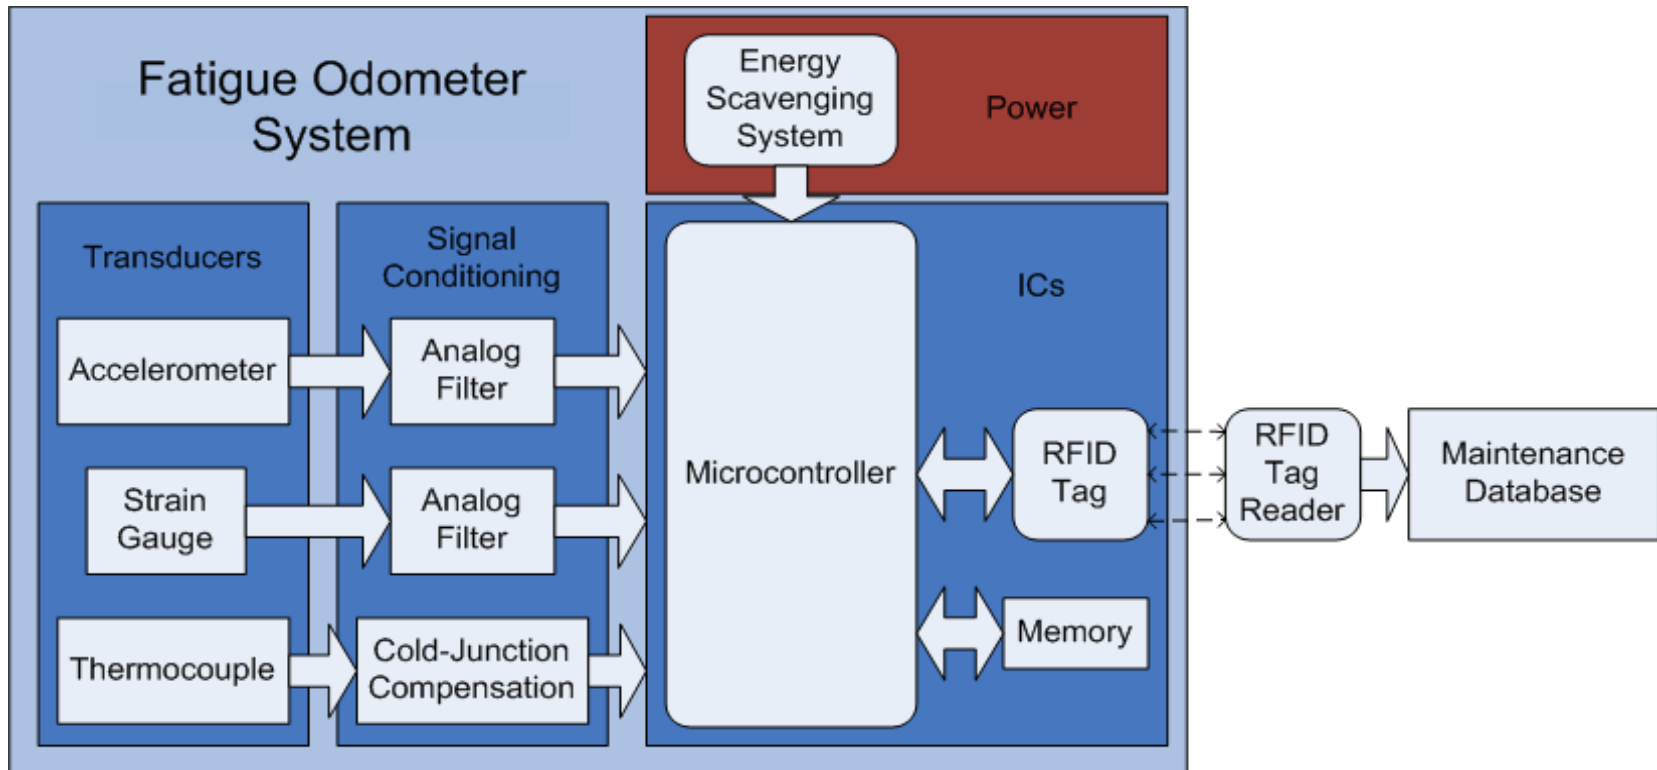 Fatigue Odometer
System
Energy
Scavenging
System
Power
Transducers
Signal
Conditioning
ICs
Accelerometer
Analog
Filter
Strain
Gauge
Analog
Filter
Thermocouple
Cold-Junction
Compensation
Microcontroller
RFID
Tag
Memory
RFID
Tag
Reader
Maintenance
Database